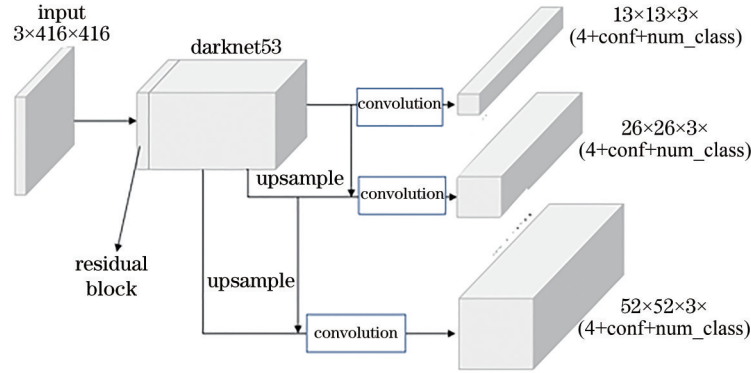 input
3×416×416
darknet53
residual
block
convolution
upsample
convolution
upsample
convolution
13×13×3×
(4+conf+num_class)
26×26×3×
(4+conf+num_class)
52×52×3×
(4+conf+num_class)